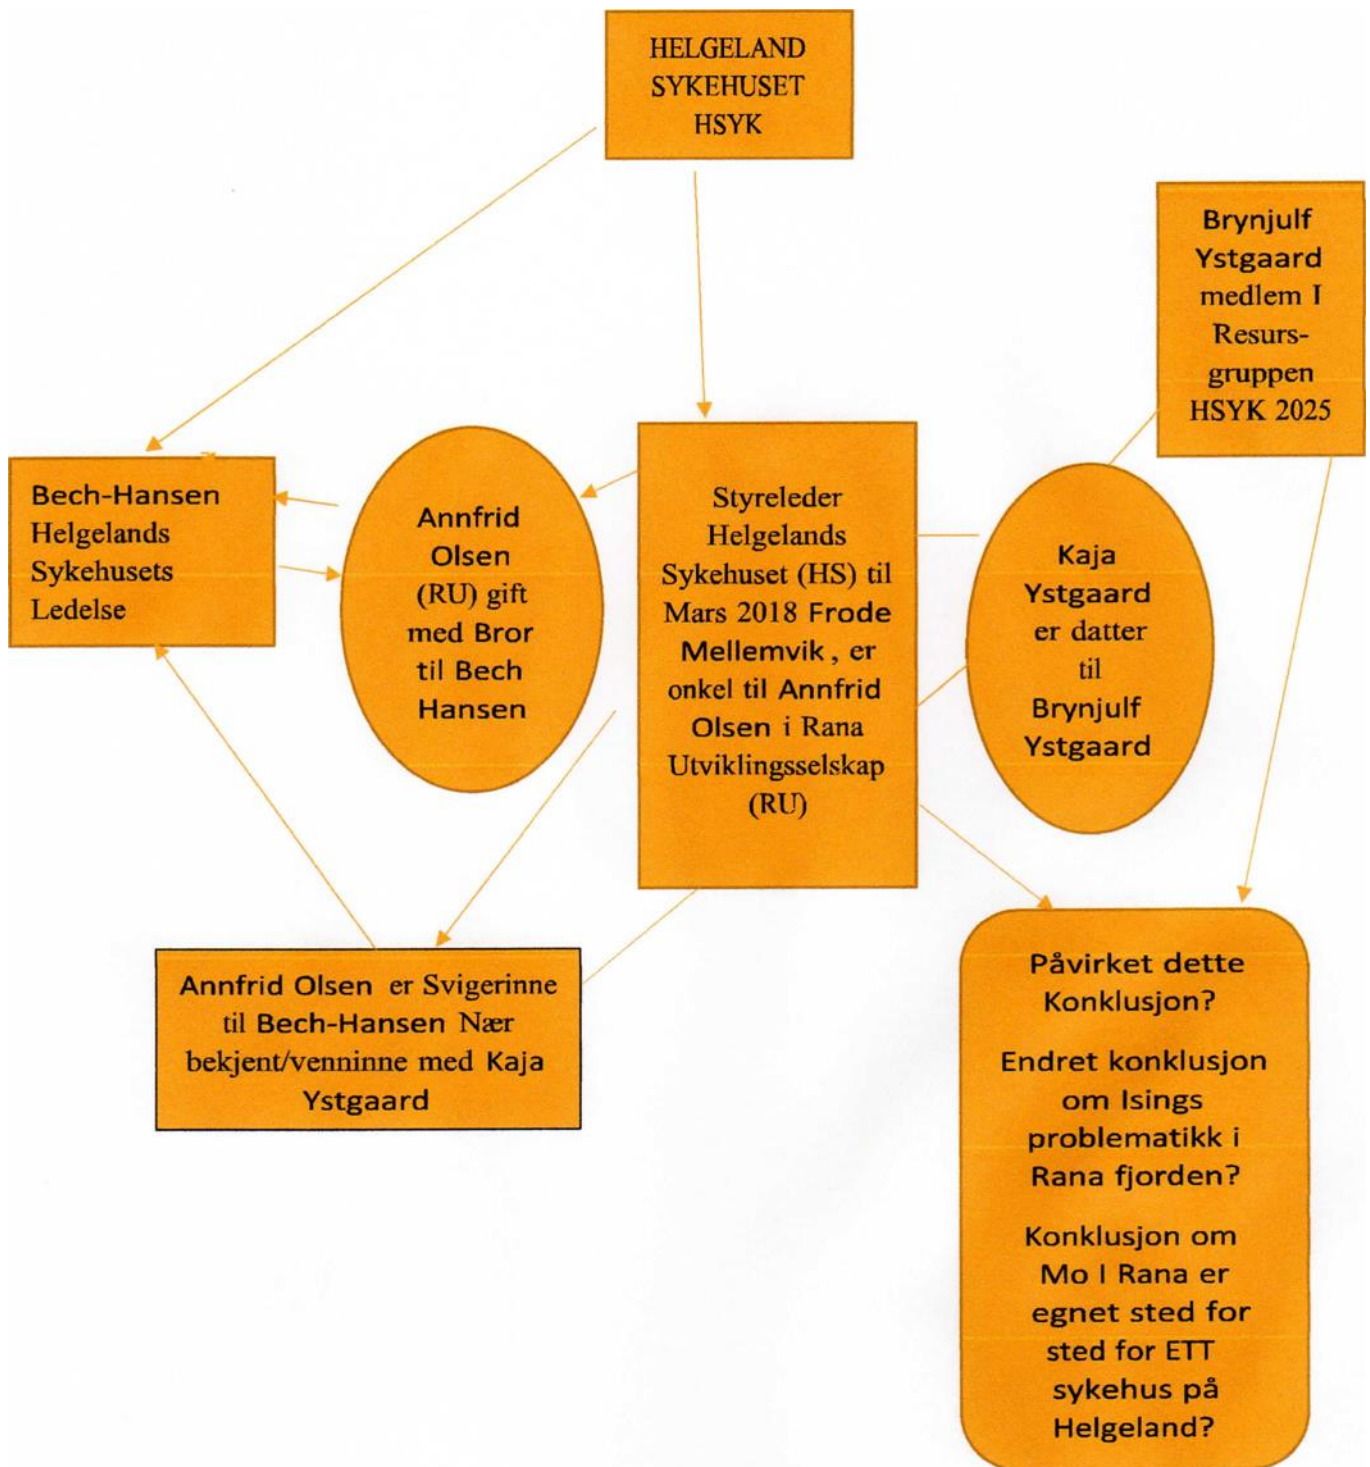 HELGELAND
SYKEHUSET
HSYK
Brynjulf
Ystgaard
medlem I
Resurs-
gruppen
HSYK 2025
Bech-Hansen
Helgelands
Sykehusets
Ledelse
Annfrid
Olsen
(RU) gift
med Bror
til Bech
Hansen
Styreleder
Helgelands
Sykehuset (HS) til
Mars 2018 Frode
Mellemvik , er
onkel til Annfrid
Olsen i Rana
Utviklingsselskap
(RU)
Kaja
Ystgaard
er datter
til
Brynjulf
Ystgaard
Annfrid Olsen er Svigerinne
til Bech-Hansen Nær
bekjent/venninne med Kaja
Ystgaard
Påvirket dette
Konklusjon?
Endret konklusjon
om Isings
problematikk i
Rana fjorden?
Konklusjon om
Mo I Rana er
egnet sted for
sted for ETT
sykehus på
Helgeland?